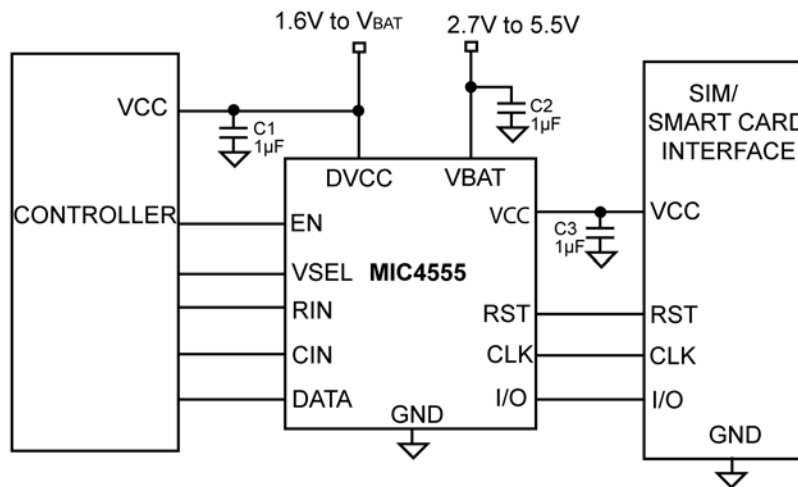 1.6V to VBAT
2.7V to 5.5V
VCC
C1
1µF
C2
1µF
SIM/
SMART CARD
INTERFACE
DVCC
VBAT
CONTROLLER
EN
VCC
VCC
C3
1µF
VSEL
MIC4555
RIN
RST
RST
CIN
CLK
CLK
DATA
I/O
I/O
GND
GND